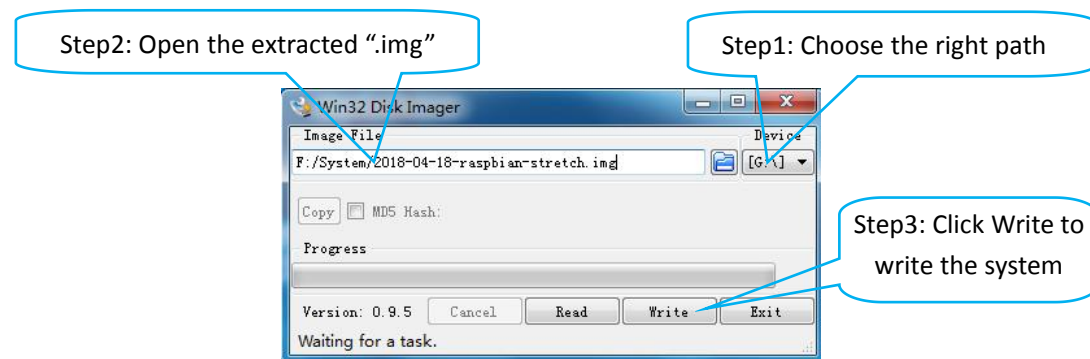 Step2: Open the extracted “.img”
Step1: Choose the right path
Win32 Disk Imager
Image File
Device
F:/System/2018-04-18-raspbian-stretch.img
[G:\]
Copy
MD5 Hash:
Step3: Click Write to
write the system
Progress
Version: 0.9.5
Cancel
Read
Write
Exit
Waiting for a task.